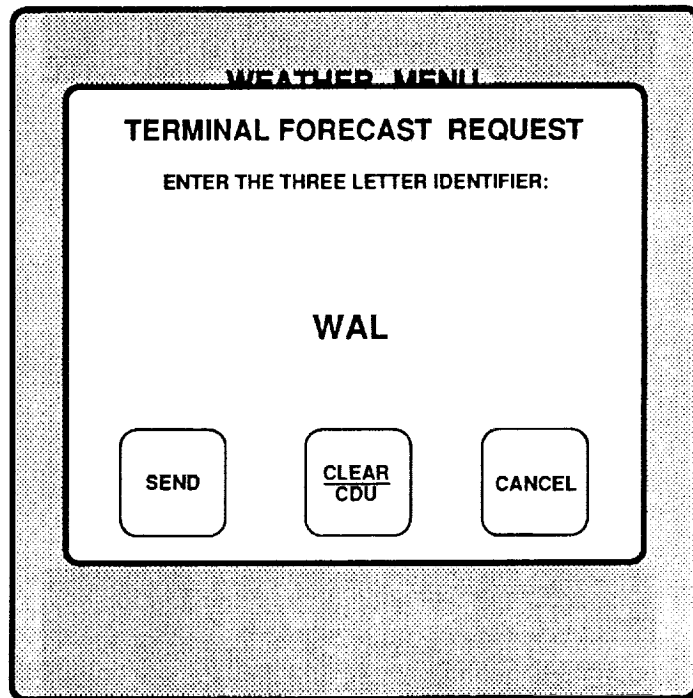 WEATHER MENU
TERMINAL FORECAST REQUEST
ENTER THE THREE LETTER IDENTIFIER:
WAL
SEND
CLEAR
CDU
CANCEL